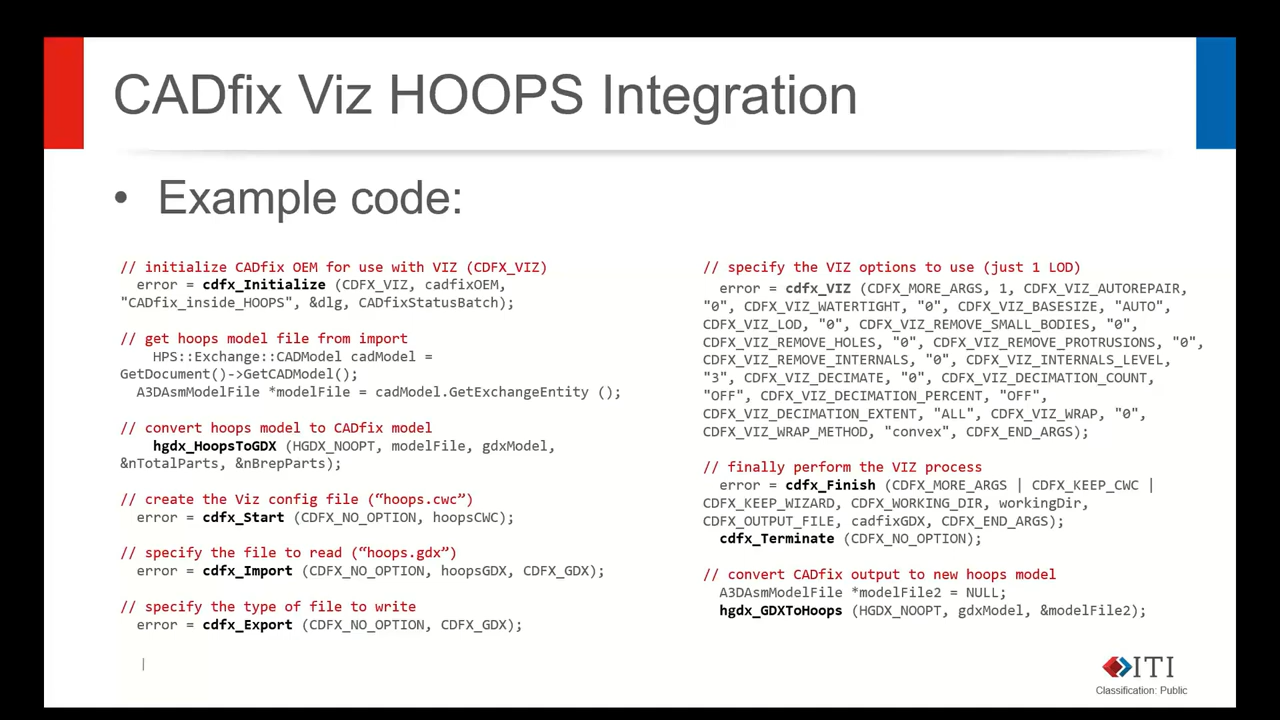 CADfix Viz HOOPS Integration
• Example code:
// initialize CADfix OEM for use with VIZ (CDFX_VIZ)
error = cdfx_Initialize (CDFX_VIZ, cadfixOEM,
"CADfix_inside_HOOPS", &dlg, CADfixStatusBatch);
// get hoops model file from import
HPS::Exchange::CADModel cadModel =
GetDocument()->GetCADModel();
A3DAsmModelFile *modelFile = cadModel.GetExchangeEntity ();
// convert hoops model to CADfix model
hgdx_HoopsToGDX (HGDX_NOOPT, modelFile, gdxModel,
&nTotalParts, &nBrepParts);
// create the Viz config file (“hoops.cwc”)
error = cdfx_Start (CDFX_NO_OPTION, hoopsCWC);
// specify the file to read (“hoops.gdx”)
error = cdfx_Import (CDFX_NO_OPTION, hoopsGDX, CDFX_GDX);
// specify the type of file to write
error = cdfx_Export (CDFX_NO_OPTION, CDFX_GDX);
// specify the VIZ options to use (just 1 LOD)
error = cdfx_VIZ (CDFX_MORE_ARGS, 1, CDFX_VIZ_AUTOREPAIR,
"0", CDFX_VIZ_WATERTIGHT, "0", CDFX_VIZ_BASESIZE, "AUTO",
CDFX_VIZ_LOD, "0", CDFX_VIZ_REMOVE_SMALL_BODIES, "0",
CDFX_VIZ_REMOVE_HOLES, "0", CDFX_VIZ_REMOVE_PROTRUSIONS, "0",
CDFX_VIZ_REMOVE_INTERNALS, "0", CDFX_VIZ_INTERNALS_LEVEL,
"3", CDFX_VIZ_DECIMATE, "0", CDFX_VIZ_DECIMATION_COUNT,
"OFF", CDFX_VIZ_DECIMATION_PERCENT, "OFF",
CDFX_VIZ_DECIMATION_EXTENT, "ALL", CDFX_VIZ_WRAP, "0",
CDFX_VIZ_WRAP_METHOD, "convex", CDFX_END_ARGS);
// finally perform the VIZ process
error = cdfx_Finish (CDFX_MORE_ARGS | CDFX_KEEP_CWC |
CDFX_KEEP_WIZARD, CDFX_WORKING_DIR, workingDir,
CDFX_OUTPUT_FILE, cadfixGDX, CDFX_END_ARGS);
cdfx_Terminate (CDFX_NO_OPTION);
// convert CADfix output to new hoops model
A3DAsmModelFile *modelFile2 = NULL;
hgdx_GDXToHoops (HGDX_NOOPT, gdxModel, &modelFile2);
ITI
Classification: Public